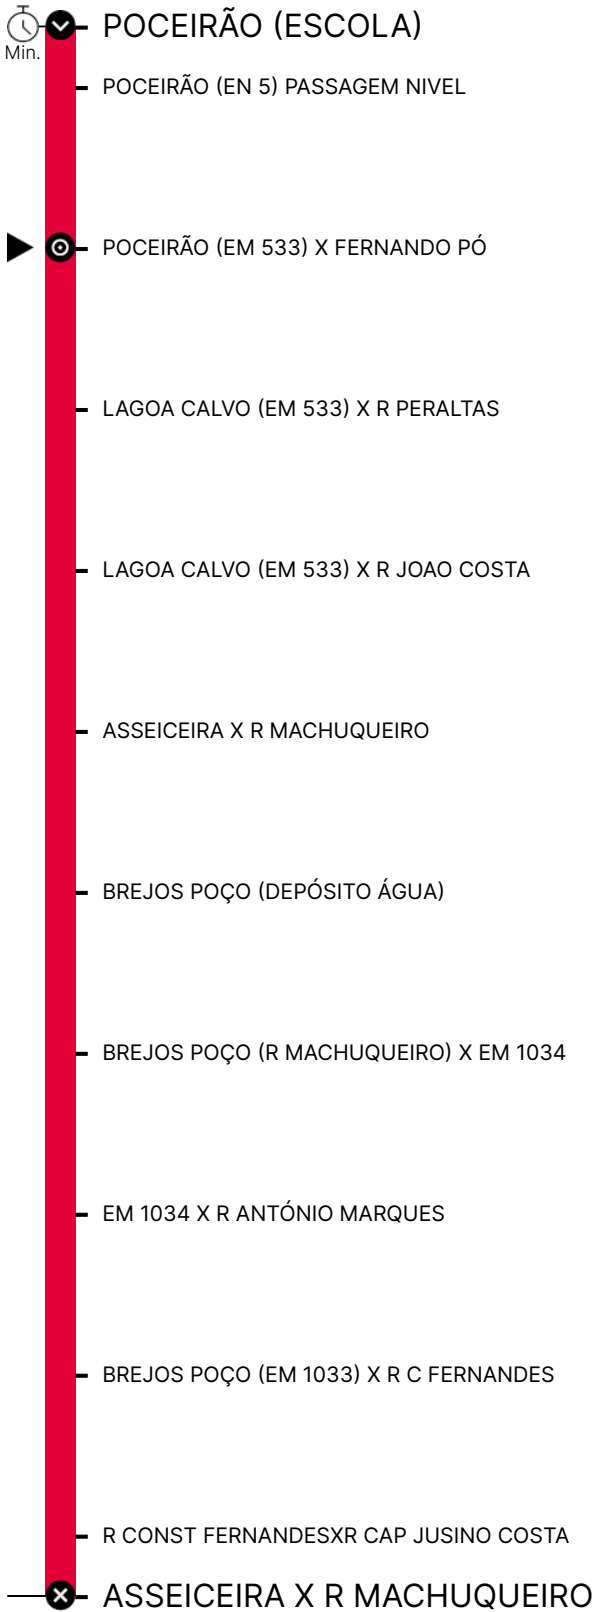 POCEIRÃO (ESCOLA)
Min.
POCEIRÃO (EN 5) PASSAGEM NIVEL
POCEIRÃO (EM 533) X FERNANDO PÓ
LAGOA CALVO (EM 533) X R PERALTAS
LAGOA CALVO (EM 533) X R JOAO COSTA
ASSEICEIRA X R MACHUQUEIRO
BREJOS POÇO (DEPÓSITO ÁGUA)
BREJOS POÇO (R MACHUQUEIRO) X EM 1034
EM 1034 X R ANTÓNIO MARQUES
BREJOS POÇO (EM 1033) X R C FERNANDES
R CONST FERNANDESXR CAP JUSINO COSTA
ASSEICEIRA X R MACHUQUEIRO